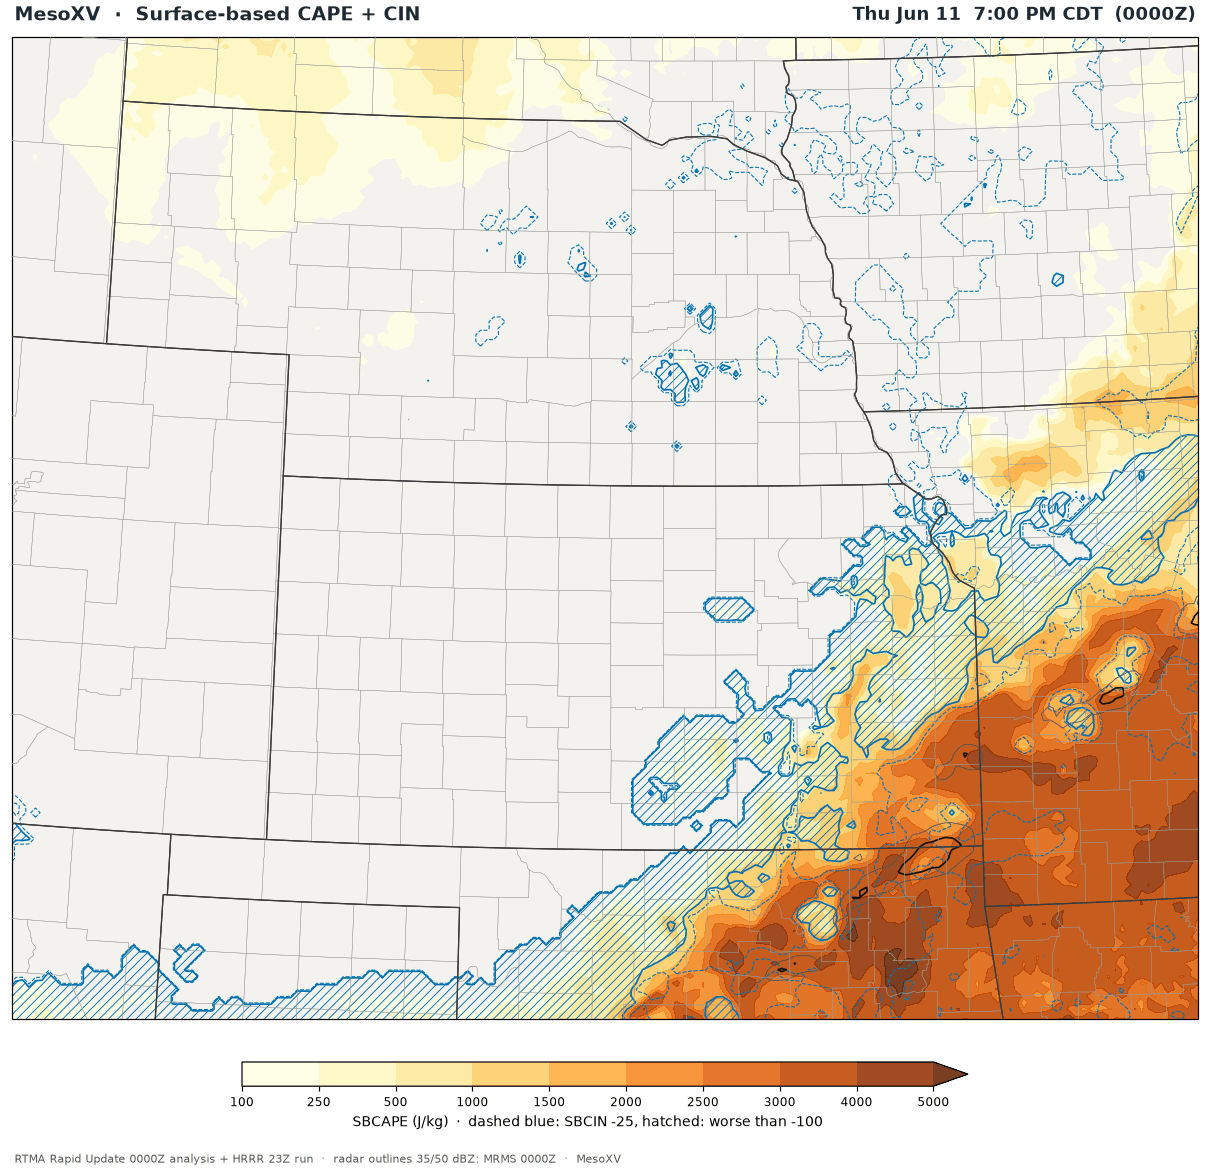 MesoXV · Surface-based CAPE + CIN
Thu Jun 11 7:00 PM CDT (0000Z)
100 250 500 1000 1500 2000 2500 3000 4000 5000
SBCAPE (J/kg) · dashed blue: SBCIN -25, hatched: worse than -100
RTMA Rapid Update 0000Z analysis + HRRR 23Z run · radar outlines 35/50 dBZ: MRMS 0000Z · MesoXV